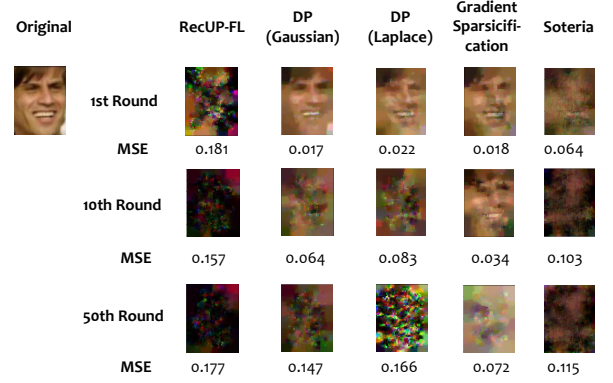 Original
RecUP-FL
DP
(Gaussian)
DP
(Laplace)
Gradient
Sparsicifi-
cation
Soteria
1st Round
MSE
0.181
0.017
0.022
0.018
0.064
10th Round
MSE
0.157
0.064
0.083
0.034
0.103
50th Round
MSE
0.177
0.147
0.166
0.072
0.115